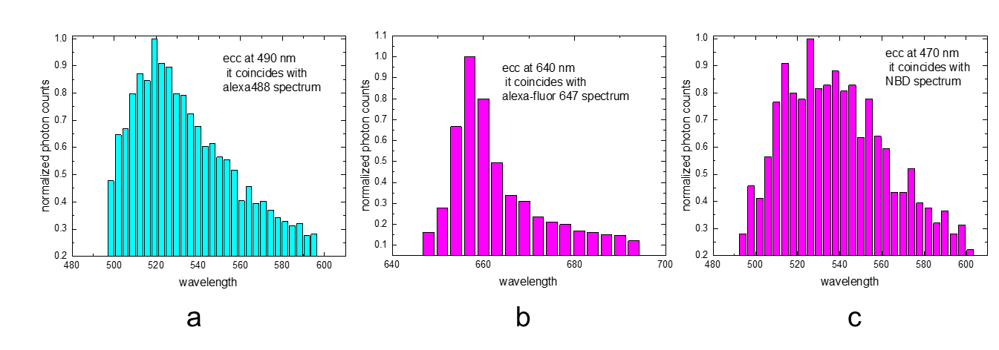 normalized photon counts
1.0
0.9
0.8
0.7
0.6
0.5
0.4
0.3
0.2
ecc at 490 nm
it coincides with
alexa488 spectrum
480 500 520 540 560 580 600
wavelength
a
normalized photon counts
1.1
1.0
0.9
0.8
0.7
0.6
0.5
0.4
0.3
0.2
0.1
ecc at 640 nm
it coincides with
alexa-fluor 647 spectrum
640 660 680 700
wavelength
b
normalized photon counts
1.0
0.9
0.8
0.7
0.6
0.5
0.4
0.3
0.2
ecc at 470 nm
it coincides with
NBD spectrum
480 500 520 540 560 580 600
wavelength
c